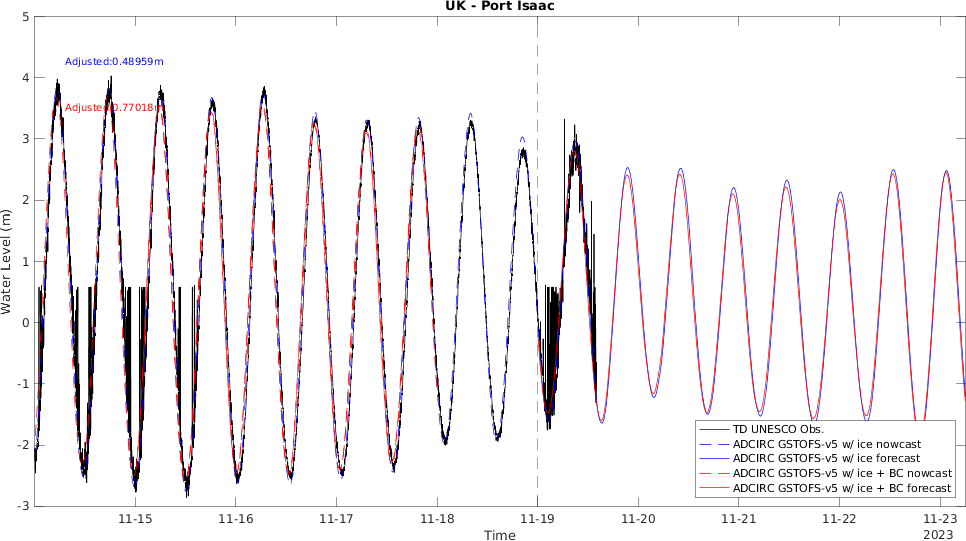 UK - Port Isaac
5
Adjusted:0.48959m
4
Adjusted:0.77018m
3
2
1
0
-1
-2
-3
Water Level (m)
TD UNESCO Obs.
ADCIRC GSTOFS-v5 w/ ice nowcast
ADCIRC GSTOFS-v5 w/ ice forecast
ADCIRC GSTOFS-v5 w/ ice + BC nowcast
ADCIRC GSTOFS-v5 w/ ice + BC forecast
11-15 11-16 11-17 11-18 11-19 11-20 11-21 11-22 11-23
Time
2023